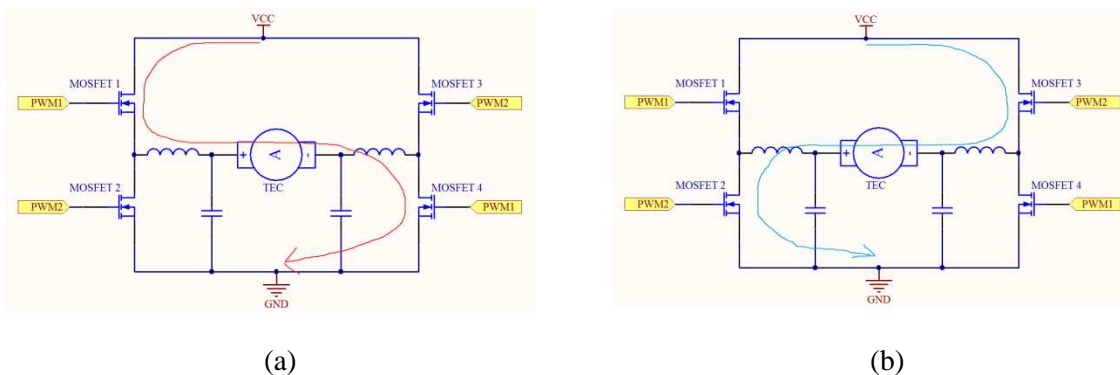 VCC
MOSFET 1
MOSFET 3
PWM1
PWM2
+
A
-
TEC
MOSFET 2
MOSFET 4
PWM2
PWM1
GND
(a)
VCC
MOSFET 1
MOSFET 3
PWM1
PWM2
+
A
-
TEC
MOSFET 2
MOSFET 4
PWM2
PWM1
GND
(b)